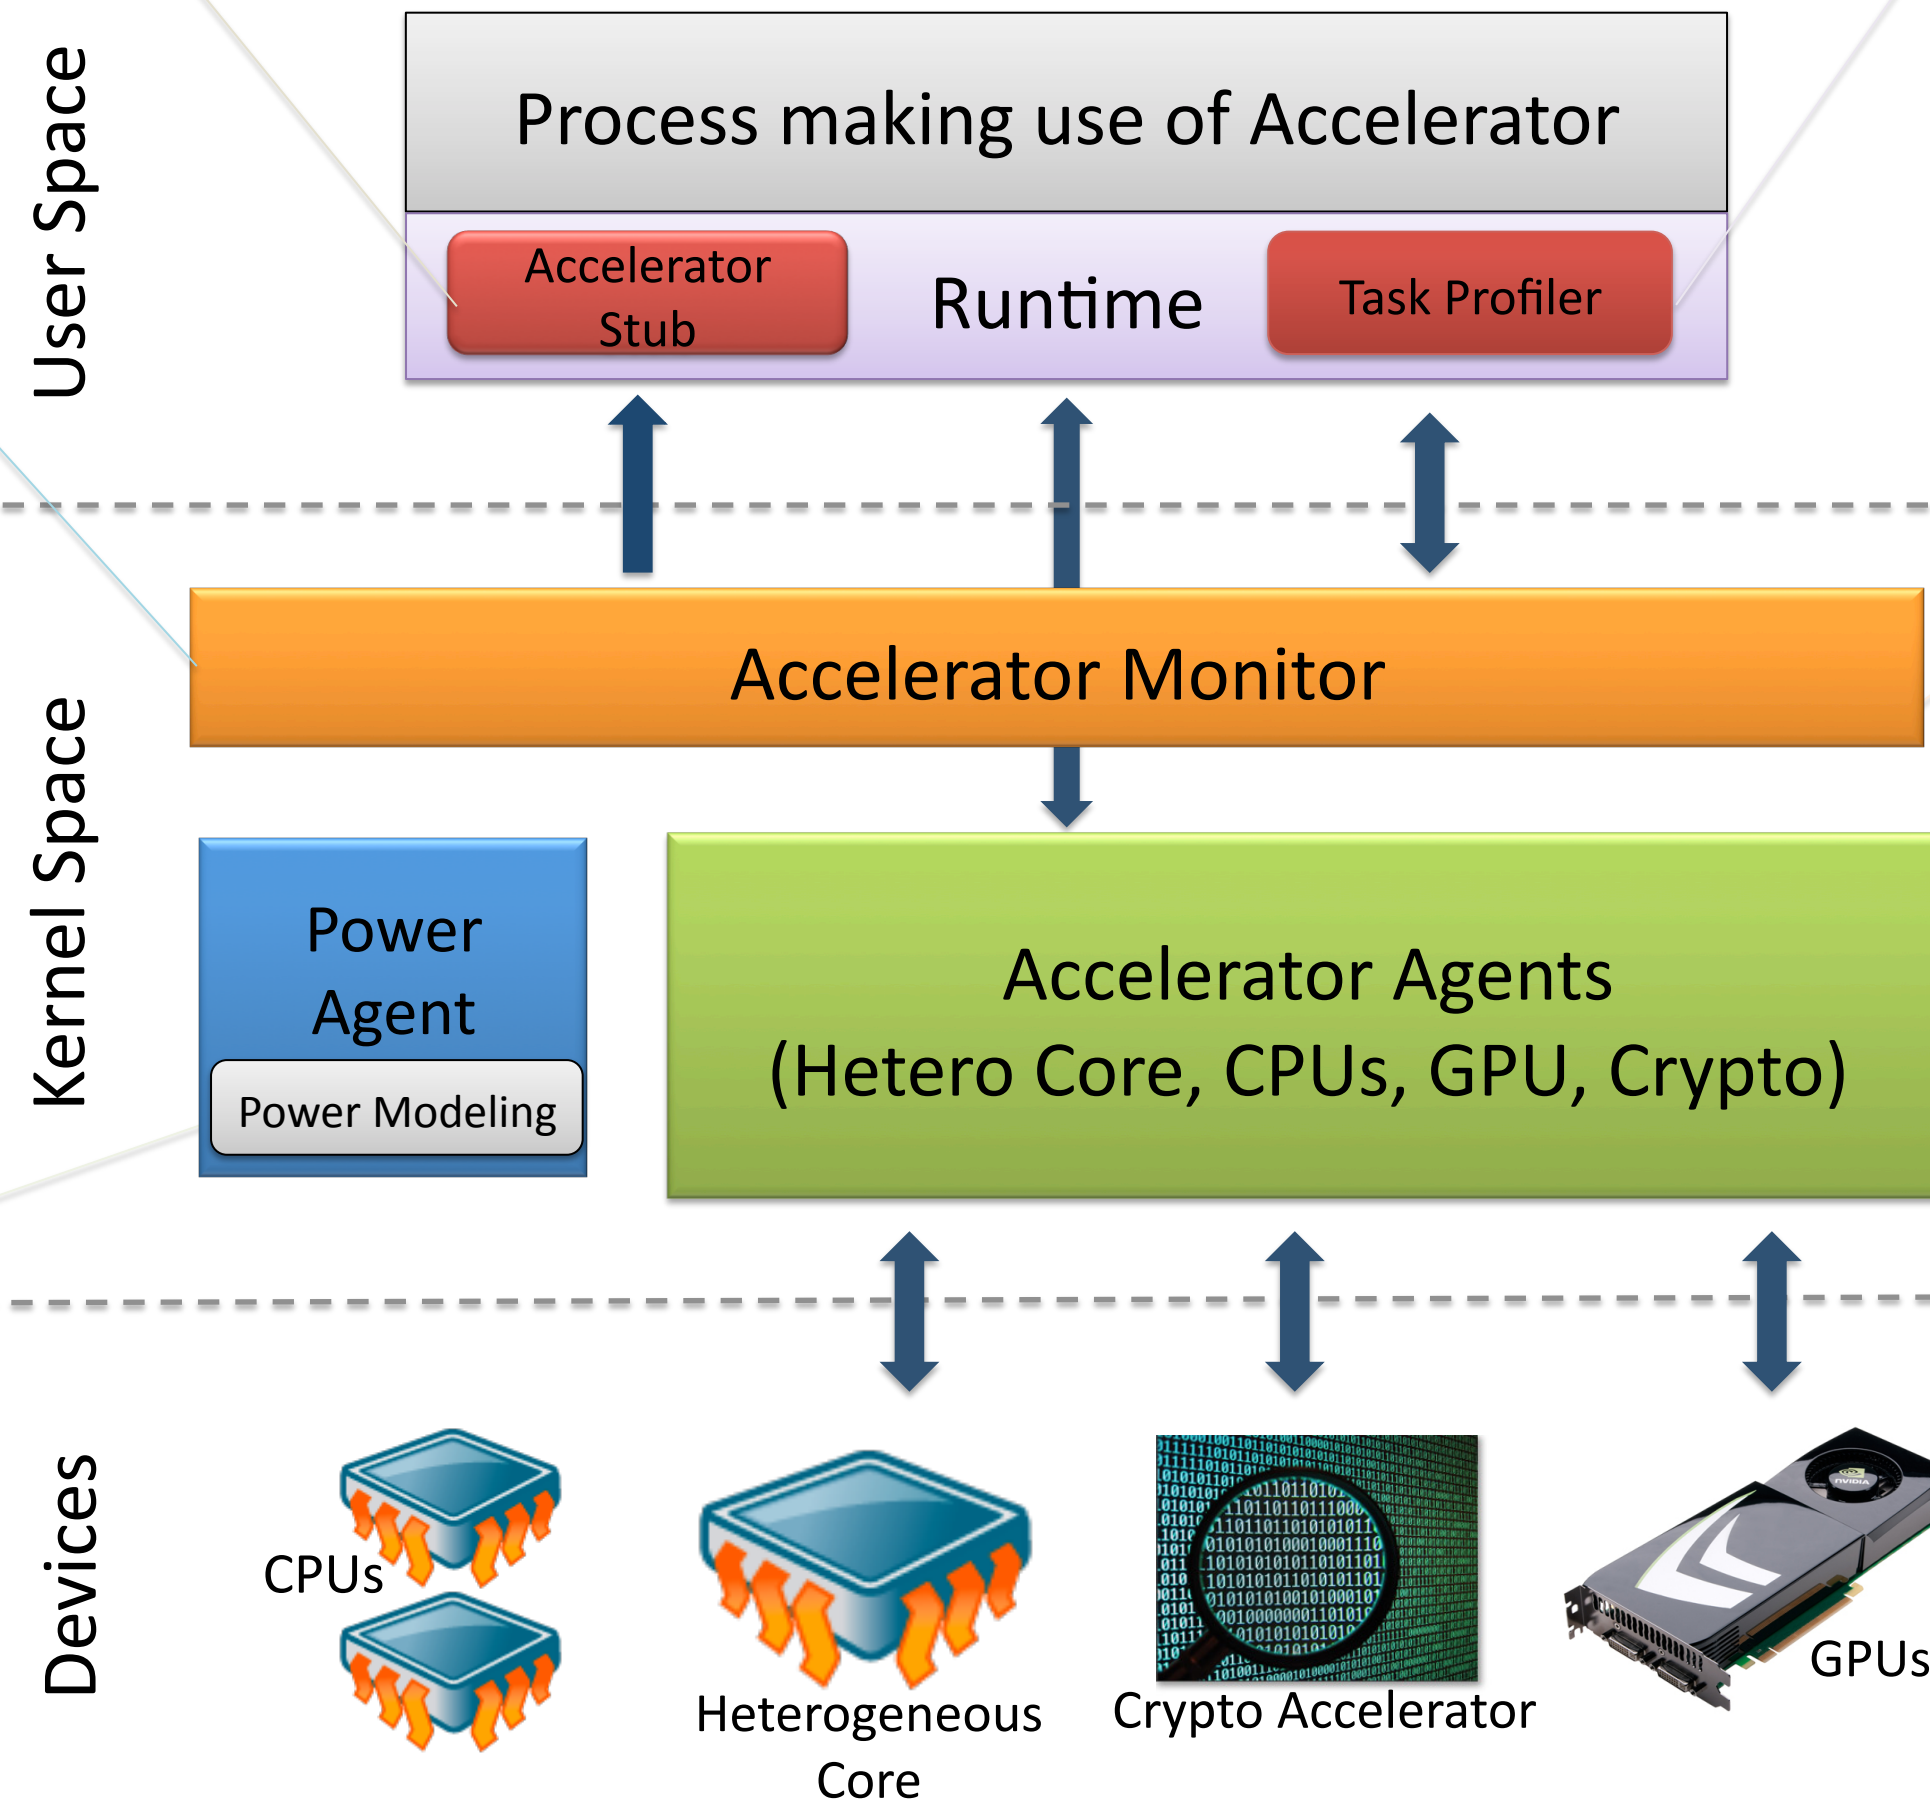 User Space
Process making use of Accelerator
Accelerator
Stub
Runtime
Task Profiler
Kernel Space
Accelerator Monitor
Power
Agent
Power Modeling
Accelerator Agents
(Hetero Core, CPUs, GPU, Crypto)
Devices
CPUs
Heterogeneous
Core
Crypto Accelerator
nVIDIA
GPUs